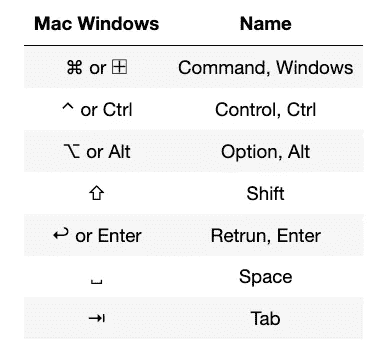 Mac Windows Name
⌘ or ⊞ Command, Windows
^ or Ctrl Control, Ctrl
⌥ or Alt Option, Alt
⇧ Shift
↩ or Enter Retrun, Enter
⎵ Space
⇥ Tab